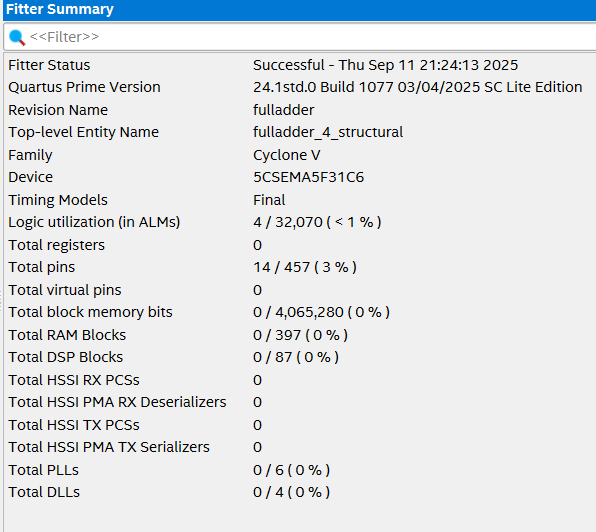 Fitter Summary
<<Filter>>
Fitter Status Successful - Thu Sep 11 21:24:13 2025
Quartus Prime Version 24.1std.0 Build 1077 03/04/2025 SC Lite Edition
Revision Name fulladder
Top-level Entity Name fulladder_4_structural
Family Cyclone V
Device 5CSEMA5F31C6
Timing Models Final
Logic utilization (in ALMs) 4 / 32,070 ( < 1 % )
Total registers 0
Total pins 14 / 457 ( 3 % )
Total virtual pins 0
Total block memory bits 0 / 4,065,280 ( 0 % )
Total RAM Blocks 0 / 397 ( 0 % )
Total DSP Blocks 0 / 87 ( 0 % )
Total HSSI RX PCSs 0
Total HSSI PMA RX Deserializers 0
Total HSSI TX PCSs 0
Total HSSI PMA TX Serializers 0
Total PLLs 0 / 6 ( 0 % )
Total DLLs 0 / 4 ( 0 % )